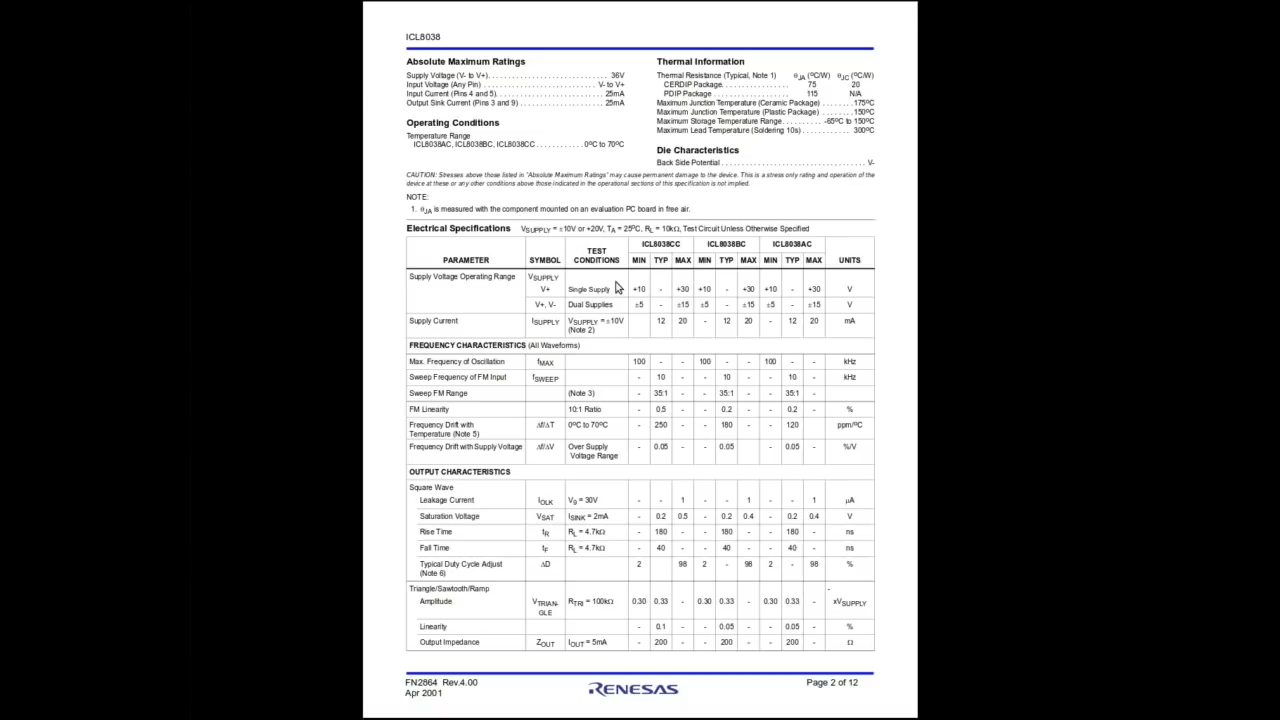 ICL8038
Absolute Maximum Ratings
Supply Voltage (V- to V+). . . . . . . . . . . . . . . . . . . . . . . . . . . . . . 36V
Input Voltage (Any Pin) . . . . . . . . . . . . . . . . . . . . . . . . . . . . V- to V+
Input Current (Pins 4 and 5). . . . . . . . . . . . . . . . . . . . . . . . . . . 25mA
Output Sink Current (Pins 3 and 9) . . . . . . . . . . . . . . . . . . . . . 25mA
Operating Conditions
Temperature Range
ICL8038AC, ICL8038BC, ICL8038CC . . . . . . . . . . . . 0ºC to 70ºC
Thermal Information
Thermal Resistance (Typical, Note 1) θJA (ºC/W) θJC (ºC/W)
CERDIP Package. . . . . . . . . . . . . . . . . 75 20
PDIP Package . . . . . . . . . . . . . . . . . . . 115 N/A
Maximum Junction Temperature (Ceramic Package) . . . . . . . . 175ºC
Maximum Junction Temperature (Plastic Package) . . . . . . . . . 150ºC
Maximum Storage Temperature Range . . . . . . . . . . -65ºC to 150ºC
Maximum Lead Temperature (Soldering 10s) . . . . . . . . . . . . 300ºC
Die Characteristics
Back Side Potential . . . . . . . . . . . . . . . . . . . . . . . . . . . . . . . . . . . . V-
CAUTION: Stresses above those listed in "Absolute Maximum Ratings" may cause permanent damage to the device. This is a stress only rating and operation of the
device at these or any other conditions above those indicated in the operational sections of this specification is not implied.
NOTE:
1. θJA is measured with the component mounted on an evaluation PC board in free air.
Electrical Specifications VSUPPLY = ±10V or +20V, TA = 25ºC, RL = 10kΩ, Test Circuit Unless Otherwise Specified
PARAMETER SYMBOL TEST CONDITIONS ICL8038CC ICL8038BC ICL8038AC UNITS
MIN TYP MAX MIN TYP MAX MIN TYP MAX
Supply Voltage Operating Range VSUPPLY
V+ Single Supply +10 - +30 +10 - +30 +10 - +30 V
V+, V- Dual Supplies ±5 - ±15 ±5 - ±15 ±5 - ±15 V
Supply Current ISUPPLY VSUPPLY = ±10V (Note 2) 12 20 - 12 20 - 12 20 mA
FREQUENCY CHARACTERISTICS (All Waveforms)
Max. Frequency of Oscillation fMAX 100 - - 100 - - 100 - - kHz
Sweep Frequency of FM Input fSWEEP - 10 - - 10 - - 10 - kHz
Sweep FM Range (Note 3) - 35:1 - - 35:1 - - 35:1 -
FM Linearity 10:1 Ratio - 0.5 - - 0.2 - - 0.2 - %
Frequency Drift with Temperature (Note 5) Δf/ΔT 0ºC to 70ºC - 250 - - 180 - - 120 ppm/ºC
Frequency Drift with Supply Voltage Δf/ΔV Over Supply Voltage Range - 0.05 - - 0.05 - 0.05 - %/V
OUTPUT CHARACTERISTICS
Square Wave
Leakage Current IOLK V9 = 30V - - 1 - - 1 - - 1 μA
Saturation Voltage VSAT ISINK = 2mA - 0.2 0.5 - 0.2 0.4 - 0.2 0.4 V
Rise Time tR RL = 4.7kΩ - 180 - - 180 - - 180 - ns
Fall Time tF RL = 4.7kΩ - 40 - - 40 - - 40 - ns
Typical Duty Cycle Adjust (Note 6) ΔD 2 98 2 - 98 2 - 98 %
Triangle/Sawtooth/Ramp -
Amplitude VTRIAN-GLE RTRI = 100kΩ 0.30 0.33 - 0.30 0.33 - 0.30 0.33 - xVSUPPLY
Linearity - 0.1 - - 0.05 - - 0.05 - %
Output Impedance ZOUT IOUT = 5mA - 200 - - 200 - - 200 - Ω
FN2864 Rev.4.00
Apr 2001
RENESAS
Page 2 of 12